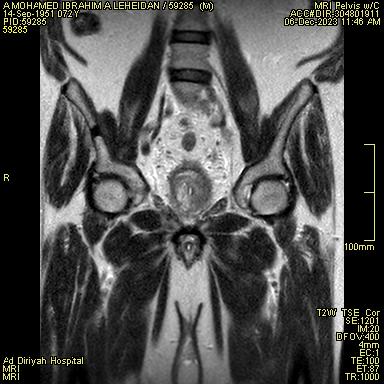 A MOHAMED IBRAHIM A LEHEIDAN / 59285 (M)
14-Sep-1951 072Y
PID:59285
59285
MRI Pelvis w/C
ACC#DIR:304801911
06-Dec-2023 11:46 AM
R
100mm
Ad Diriyah Hospital
MRI
MRI
T2W_TSE Cor
SE:1201
IM:20
DFOV:400
4mm
EC:1
TE:100
ET:87
TR:1000